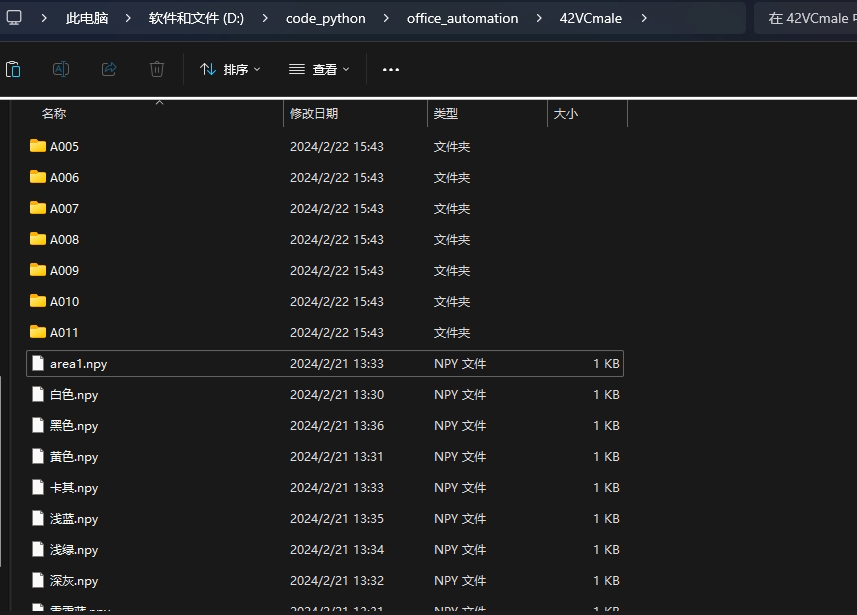 此电脑 软件和文件 (D:) code_python office_automation 42VCmale 在 42VCmale
排序 查看
名称 修改日期 类型 大小
A005 2024/2/22 15:43 文件夹
A006 2024/2/22 15:43 文件夹
A007 2024/2/22 15:43 文件夹
A008 2024/2/22 15:43 文件夹
A009 2024/2/22 15:43 文件夹
A010 2024/2/22 15:43 文件夹
A011 2024/2/22 15:43 文件夹
area1.npy 2024/2/21 13:33 NPY 文件 1 KB
白色.npy 2024/2/21 13:30 NPY 文件 1 KB
黑色.npy 2024/2/21 13:36 NPY 文件 1 KB
黄色.npy 2024/2/21 13:31 NPY 文件 1 KB
卡其.npy 2024/2/21 13:33 NPY 文件 1 KB
浅蓝.npy 2024/2/21 13:35 NPY 文件 1 KB
浅绿.npy 2024/2/21 13:34 NPY 文件 1 KB
深灰.npy 2024/2/21 13:32 NPY 文件 1 KB
2024/2/21 13:31 NPY 文件 1 KB